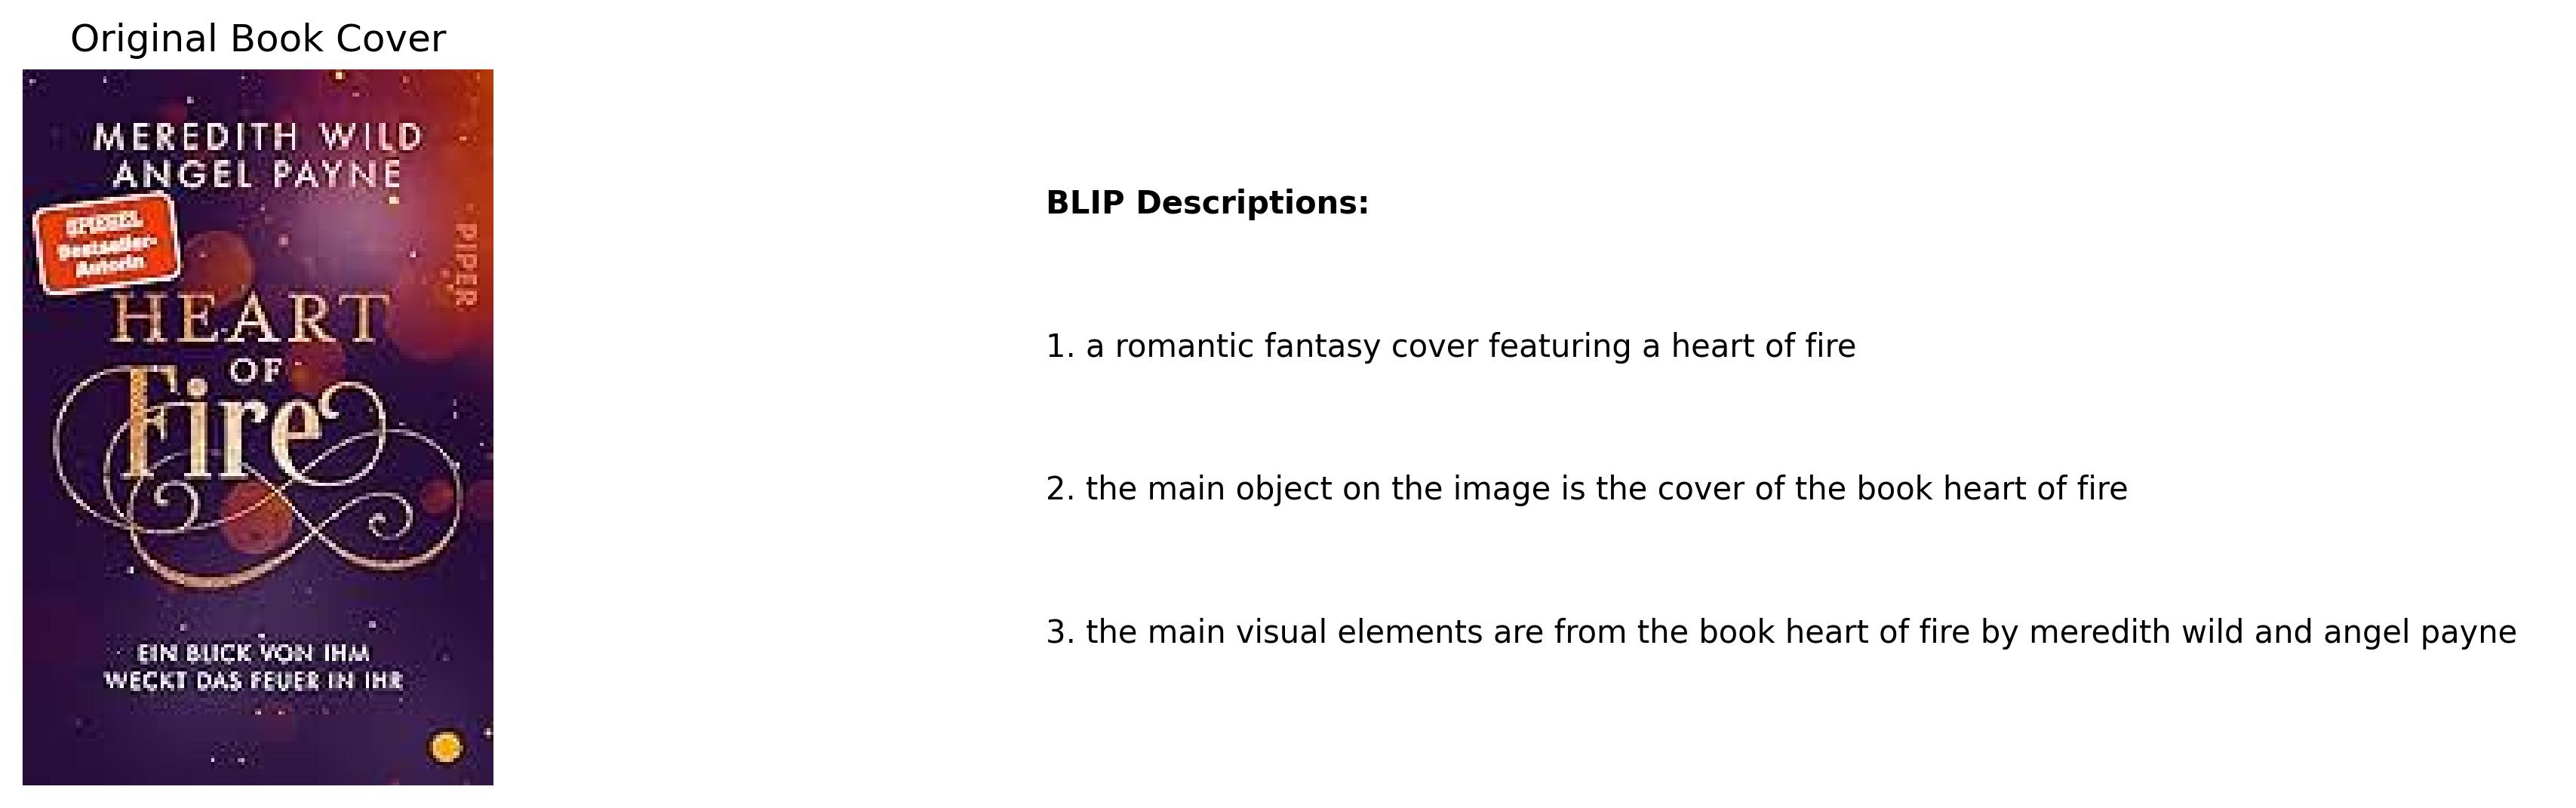 Original Book Cover
MEREDITH WILD
ANGEL PAYNE
SPIEGEL
Bestseller-
Autorin
PIPER
HEART
OF
Fire
EIN BLICK VON IHM
WECKT DAS FEUER IN IHR
BLIP Descriptions:
1. a romantic fantasy cover featuring a heart of fire
2. the main object on the image is the cover of the book heart of fire
3. the main visual elements are from the book heart of fire by meredith wild and angel payne